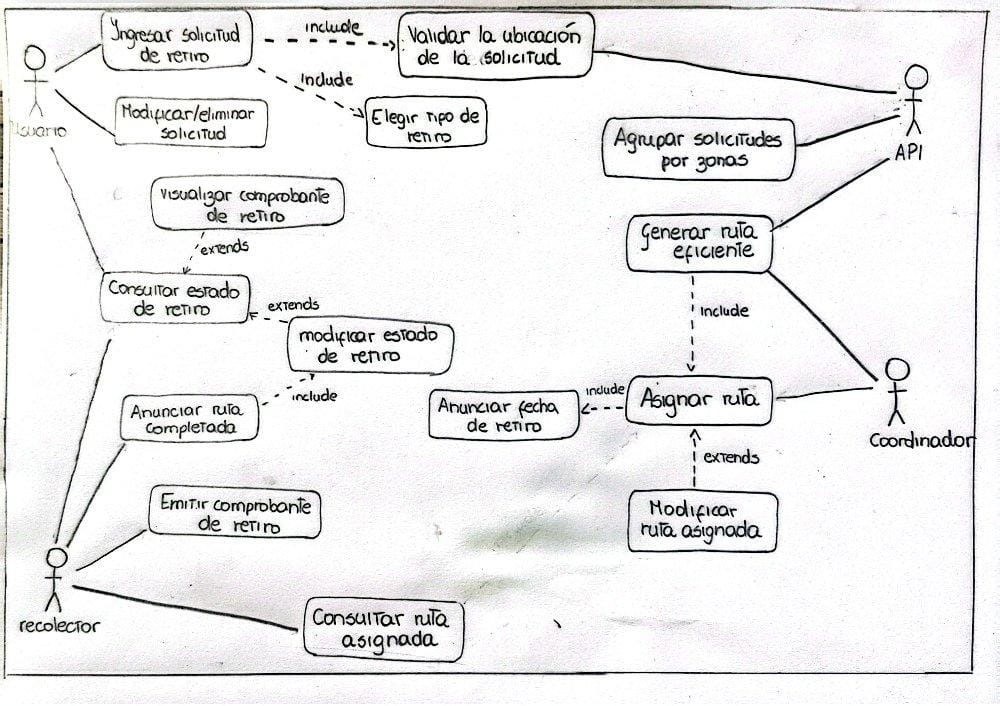 Ingresar solicitud
de retiro
include
Validar la ubicación
de la solicitud
Include
Elegir tipo de
retiro
Usuario
Modificar/eliminar
solicitud
Agrupar solicitudes
por zonas
API
Visualizar comprobante
de retiro
extends
Generar ruta
eficiente
Consultar estado
de retiro
extends
modificar estado
de retiro
Include
include
Anunciar ruta
completada
Anunciar fecha
de retiro
include
Asignar ruta
Coordinador
extends
Emitir comprobante
de retiro
Modificar
ruta asignada
recolector
Consultar ruta
asignada